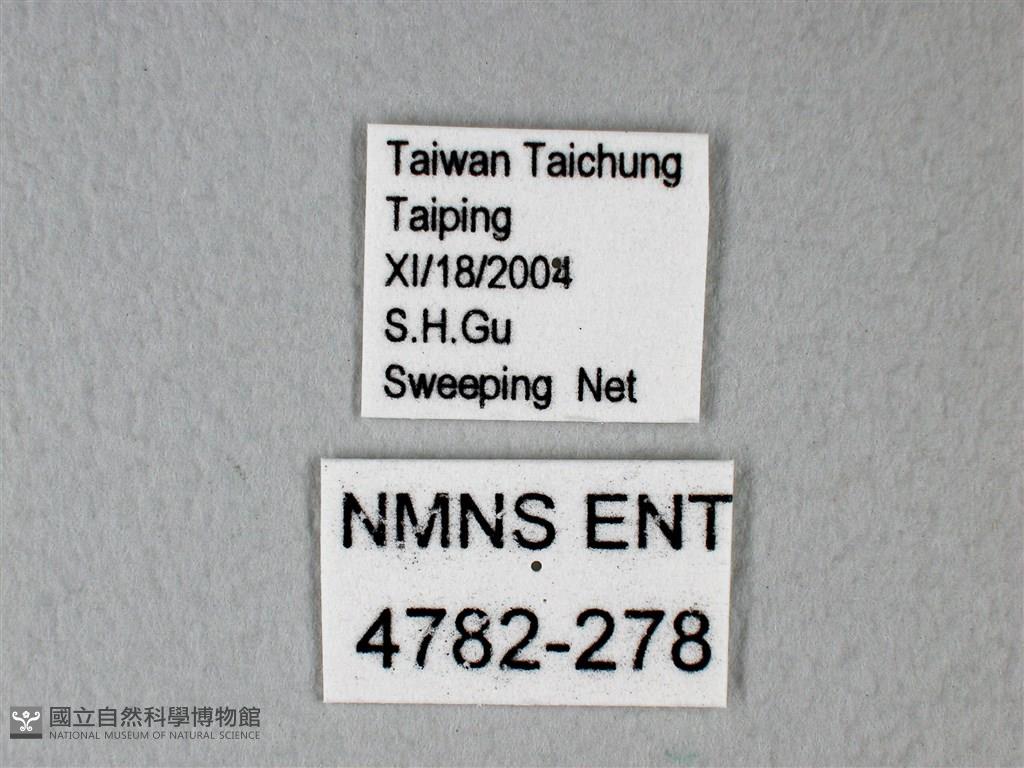 Taiwan Taichung
Taiping
XI/18/2004
S.H.Gu
Sweeping Net
NMNS ENT
4782-278
國立自然科學博物館
NATIONAL MUSEUM OF NATURAL SCIENCE